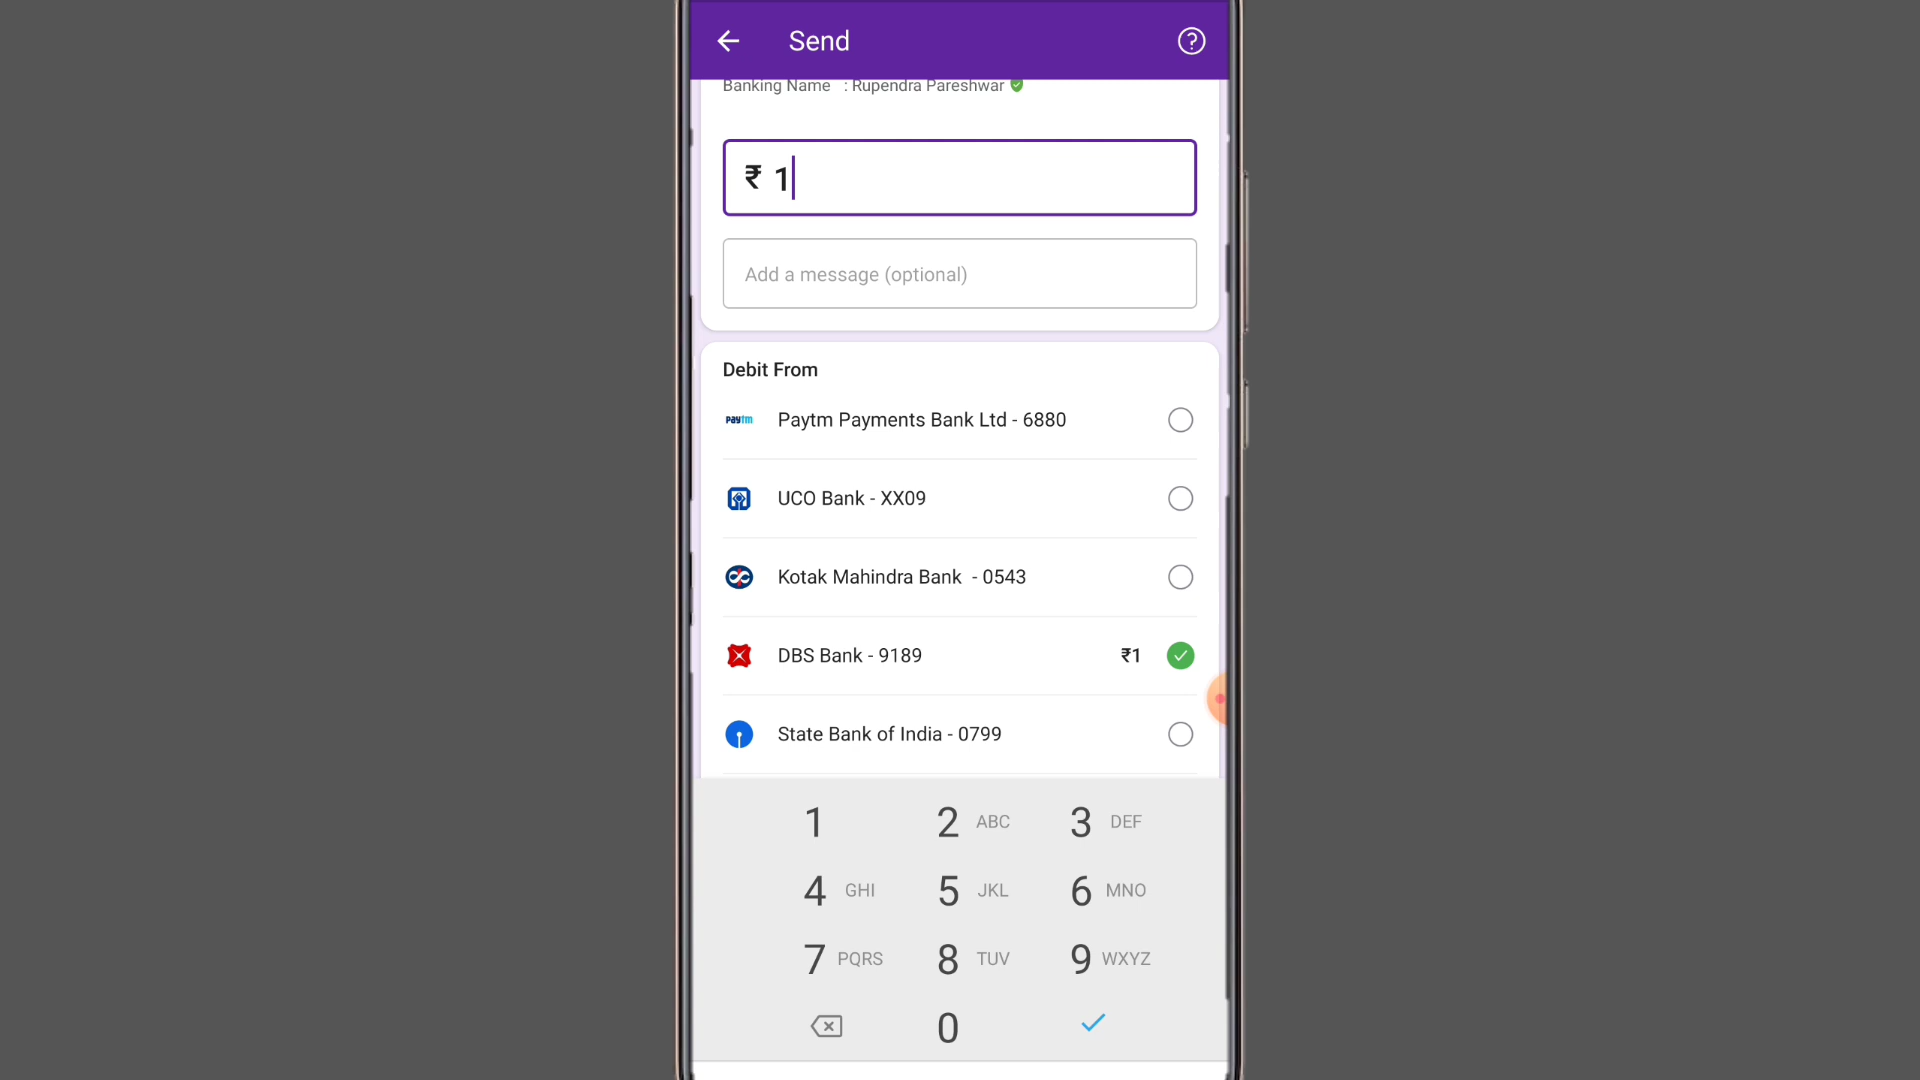 Send
?
Banking Name : Rupendra Pareshwar
₹ 1
Add a message (optional)
Debit From
paytm Paytm Payments Bank Ltd - 6880
UCO Bank - XX09
Kotak Mahindra Bank - 0543
DBS Bank - 9189 ₹1
State Bank of India - 0799
1 2 ABC 3 DEF
4 GHI 5 JKL 6 MNO
7 PQRS 8 TUV 9 WXYZ
0